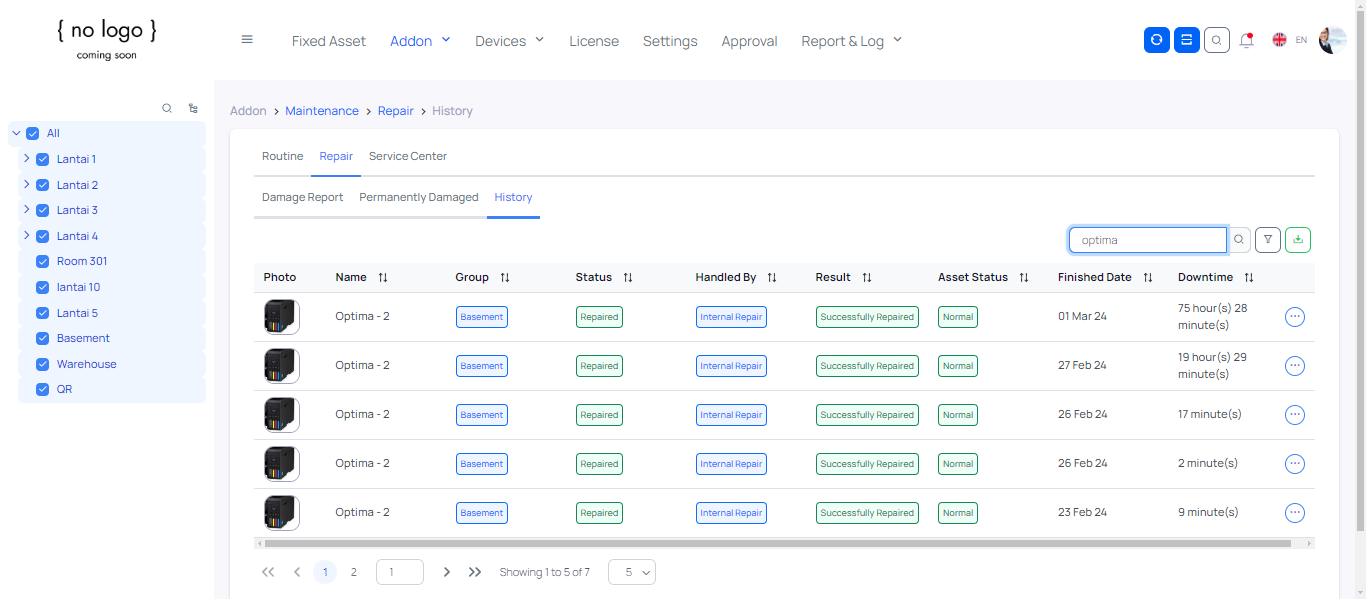 { no logo }
coming soon
Fixed Asset Addon Devices License Settings Approval Report & Log EN
All
Lantai 1
Lantai 2
Lantai 3
Lantai 4
Room 301
lantai 10
Lantai 5
Basement
Warehouse
QR
Addon > Maintenance > Repair > History
Routine Repair Service Center
Damage Report Permanently Damaged History
optima
Photo Name Group Status Handled By Result Asset Status Finished Date Downtime
Optima - 2 Basement Repaired Internal Repair Successfully Repaired Normal 01 Mar 24 75 hour(s) 28
minute(s)
Optima - 2 Basement Repaired Internal Repair Successfully Repaired Normal 27 Feb 24 19 hour(s) 29
minute(s)
Optima - 2 Basement Repaired Internal Repair Successfully Repaired Normal 26 Feb 24 17 minute(s)
Optima - 2 Basement Repaired Internal Repair Successfully Repaired Normal 26 Feb 24 2 minute(s)
Optima - 2 Basement Repaired Internal Repair Successfully Repaired Normal 23 Feb 24 9 minute(s)
1 2 1 Showing 1 to 5 of 7 5